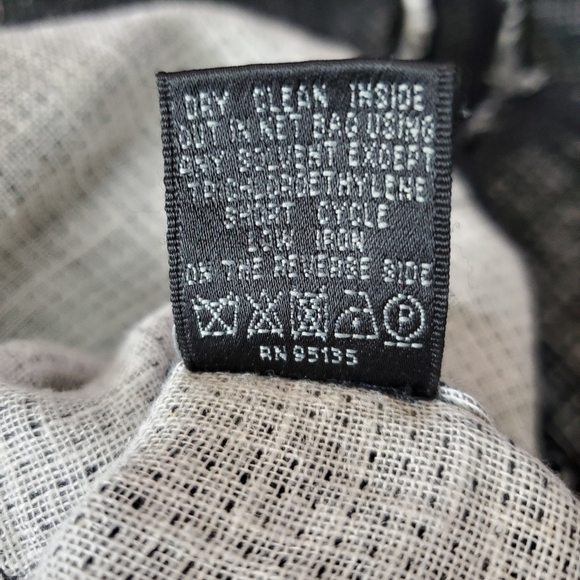 DRY CLEAN INSIDE
OUT IN NET BAG USING
ANY SOLVENT EXCEPT
TRICHLOROETHYLENE
SHORT CYCLE
LOW IRON
ON THE REVERSE SIDE
P
RN 95135